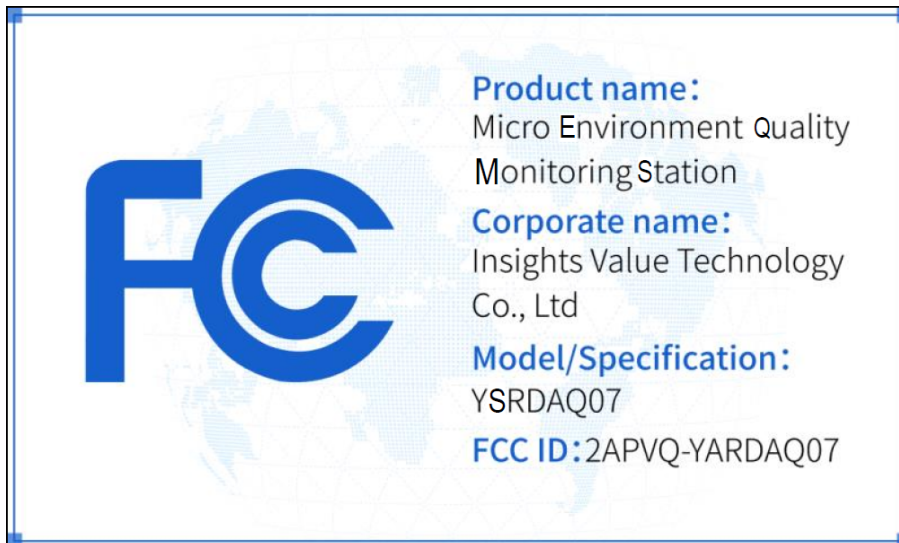 FCC
Product name:
Micro Environment Quality
Monitoring Station
Corporate name:
Insights Value Technology
Co., Ltd
Model/Specification:
YSRDAQ07
FCC ID:2APVQ-YARDAQ07